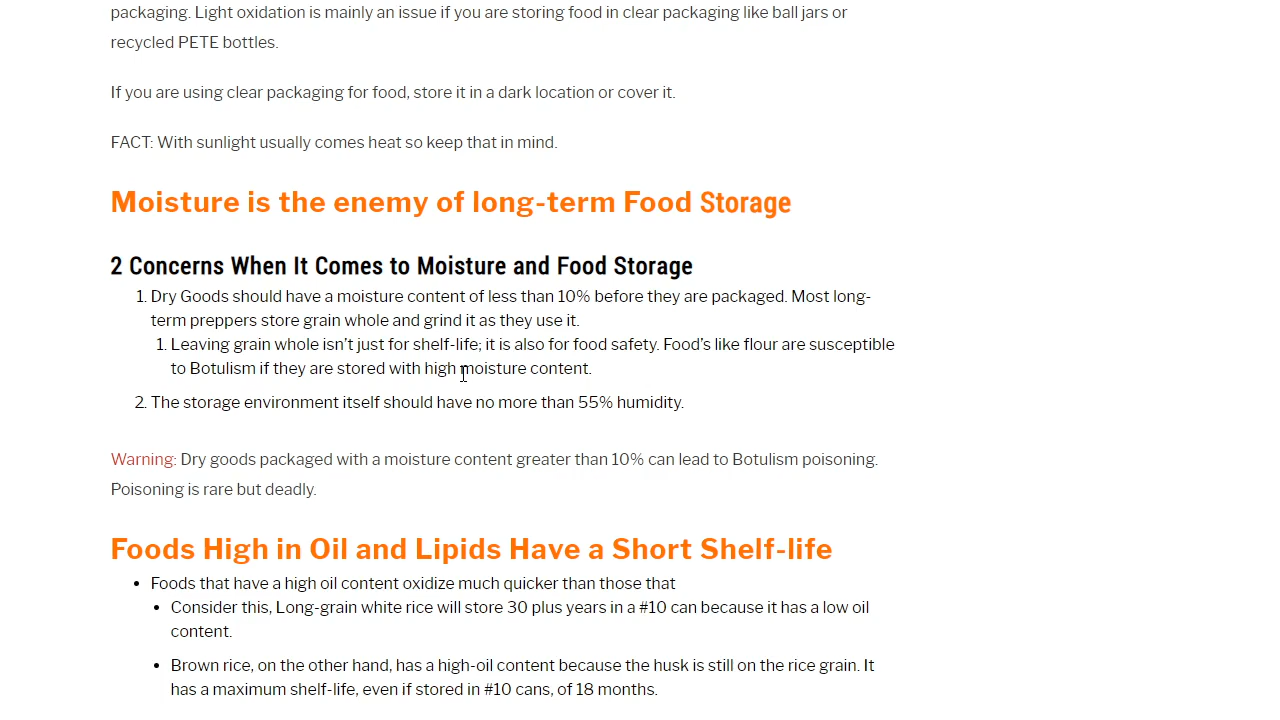 packaging. Light oxidation is mainly an issue if you are storing food in clear packaging like ball jars or
recycled PETE bottles.
If you are using clear packaging for food, store it in a dark location or cover it.
FACT: With sunlight usually comes heat so keep that in mind.
Moisture is the enemy of long-term Food Storage
2 Concerns When It Comes to Moisture and Food Storage
1. Dry Goods should have a moisture content of less than 10% before they are packaged. Most long-
term preppers store grain whole and grind it as they use it.
1. Leaving grain whole isn’t just for shelf-life; it is also for food safety. Food’s like flour are susceptible
to Botulism if they are stored with high moisture content.
2. The storage environment itself should have no more than 55% humidity.
Warning: Dry goods packaged with a moisture content greater than 10% can lead to Botulism poisoning.
Poisoning is rare but deadly.
Foods High in Oil and Lipids Have a Short Shelf-life
• Foods that have a high oil content oxidize much quicker than those that
• Consider this, Long-grain white rice will store 30 plus years in a #10 can because it has a low oil
content.
• Brown rice, on the other hand, has a high-oil content because the husk is still on the rice grain. It
has a maximum shelf-life, even if stored in #10 cans, of 18 months.